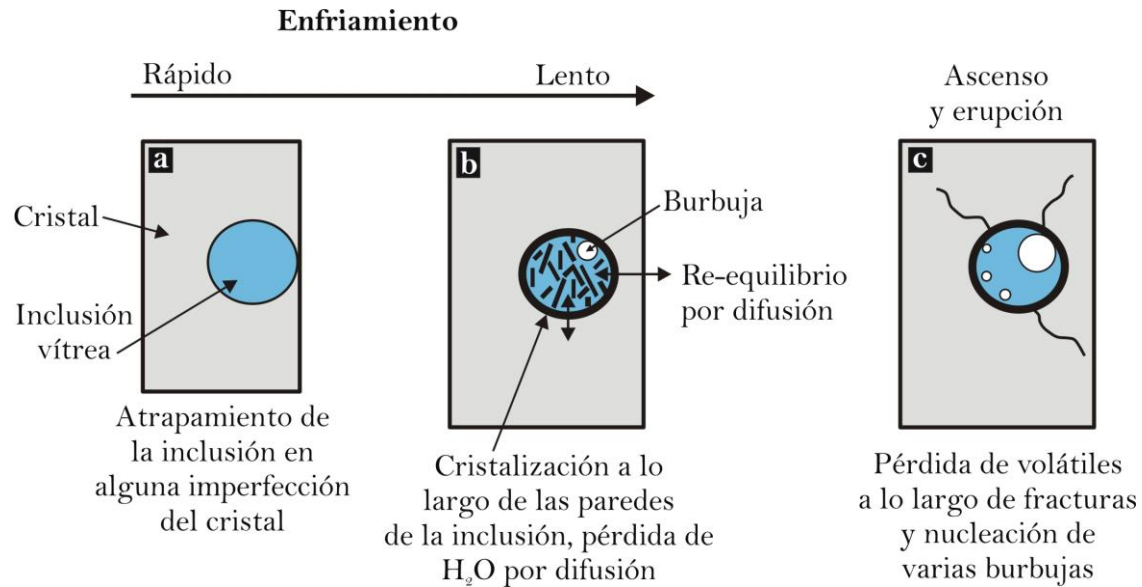 Enfriamiento
Rápido
Lento
Ascenso
y erupción
a
Cristal
Inclusión
vítrea
Atrapamiento de
la inclusión en
alguna imperfección
del cristal
b
Burbuja
Re-equilibrio
por difusión
Cristalización a lo
largo de las paredes
de la inclusión, pérdida de
H₂O por difusión
c
Pérdida de volátiles
a lo largo de fracturas
y nucleación de
varias burbujas